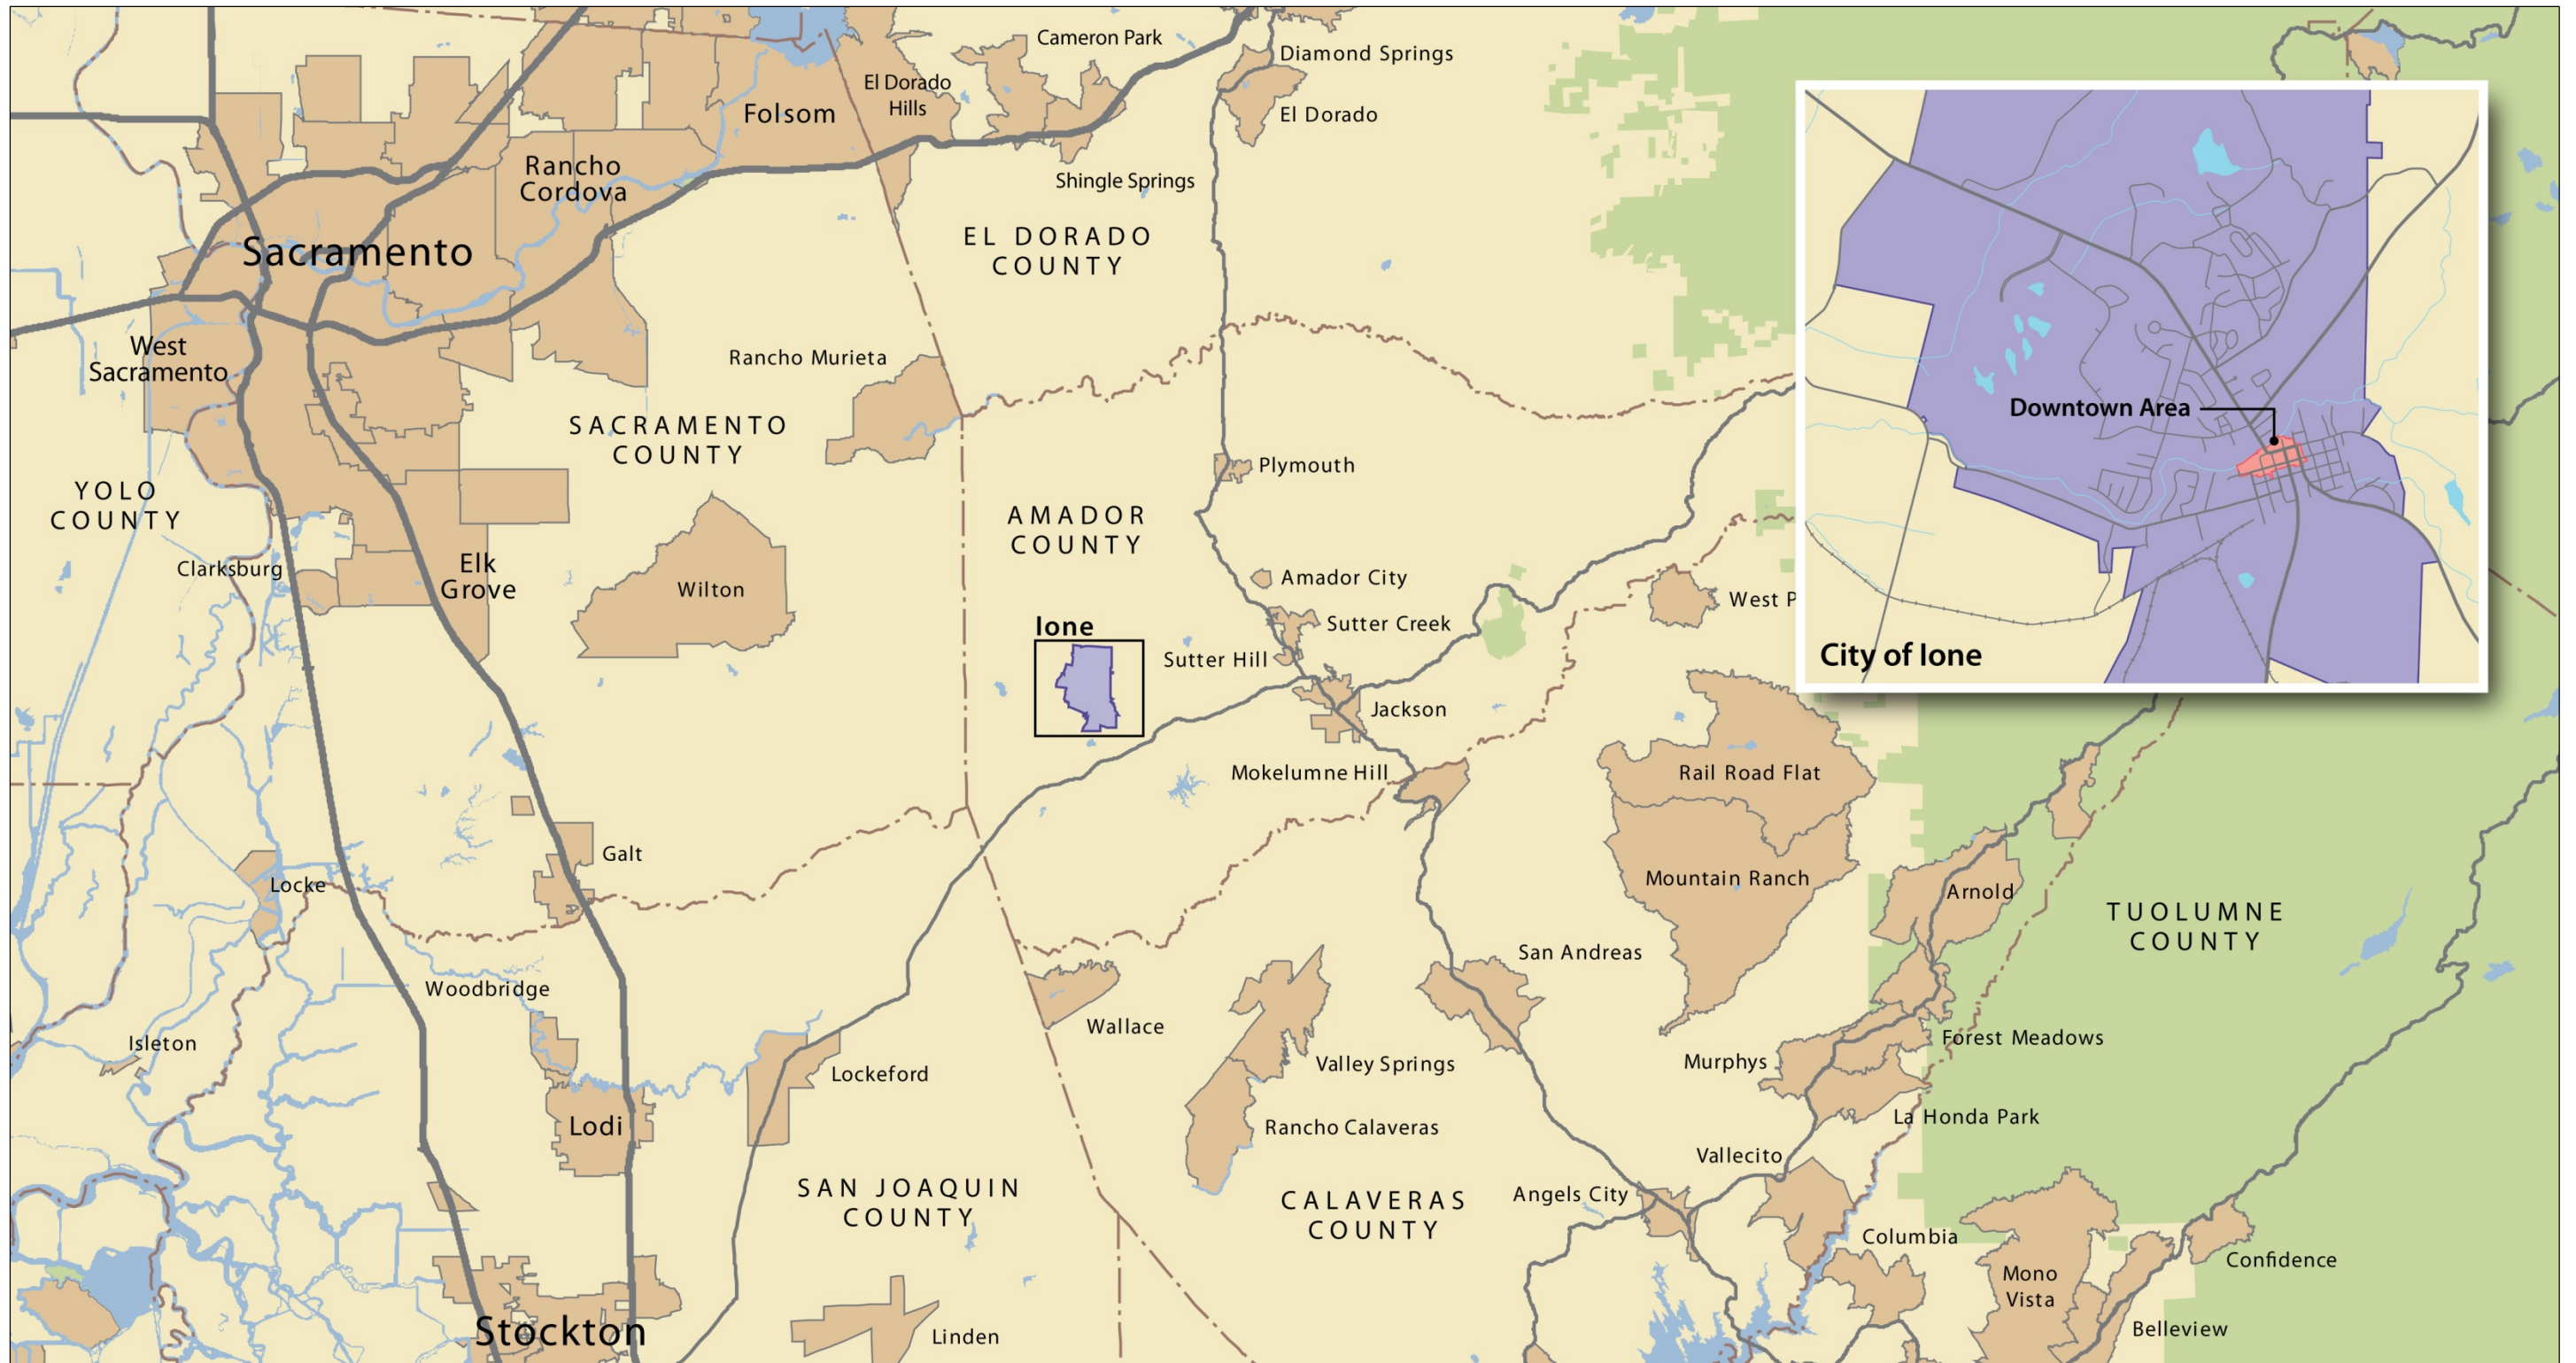 Cameron Park
Diamond Springs
El Dorado
Hills
Folsom
El Dorado
Rancho
Cordova
Shingle Springs
Sacramento
EL DORADO
COUNTY
West
Sacramento
Rancho Murieta
SACRAMENTO
COUNTY
Downtown Area
Plymouth
YOLO
COUNTY
AMADOR
COUNTY
Clarksburg
Elk
Grove
Wilton
Amador City
West P
Sutter Creek
Ione
Sutter Hill
City of Ione
Jackson
Mokelumne Hill
Rail Road Flat
Galt
Locke
Mountain Ranch
Arnold
TUOLUMNE
COUNTY
San Andreas
Woodbridge
Wallace
Isleton
Forest Meadows
Murphys
Valley Springs
Lockeford
Lodi
Rancho Calaveras
La Honda Park
Vallecito
SAN JOAQUIN
COUNTY
CALAVERAS
COUNTY
Angels City
Columbia
Confidence
Mono
Vista
Stockton
Linden
Belleview